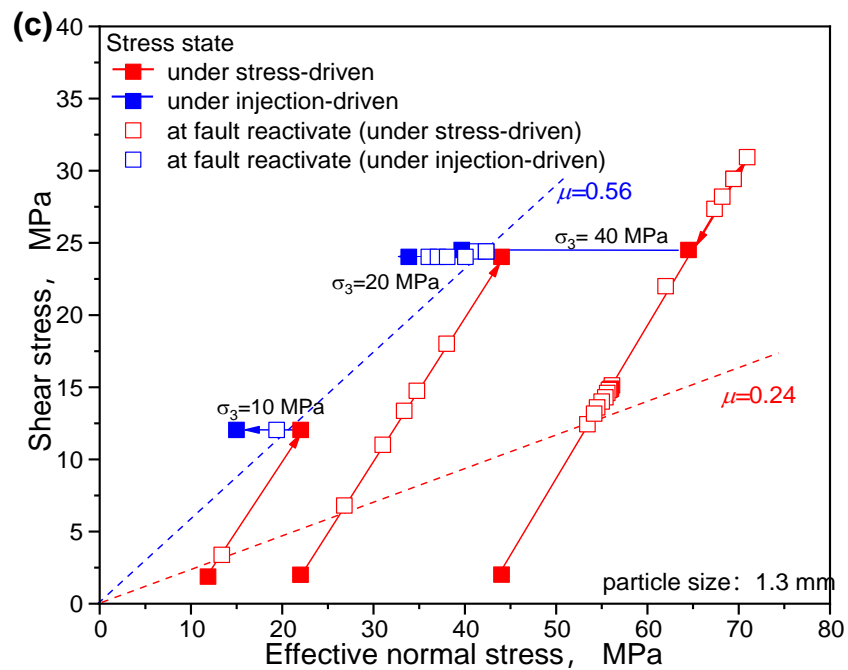 (c)
Stress state
under stress-driven
under injection-driven
at fault reactivate (under stress-driven)
at fault reactivate (under injection-driven)
μ=0.56
σ3= 40 MPa
σ3=20 MPa
μ=0.24
σ3=10 MPa
particle size：1.3 mm
Shear stress， MPa
40
35
30
25
20
15
10
5
0
0
10
20
30
40
50
60
70
80
Effective normal stress， MPa